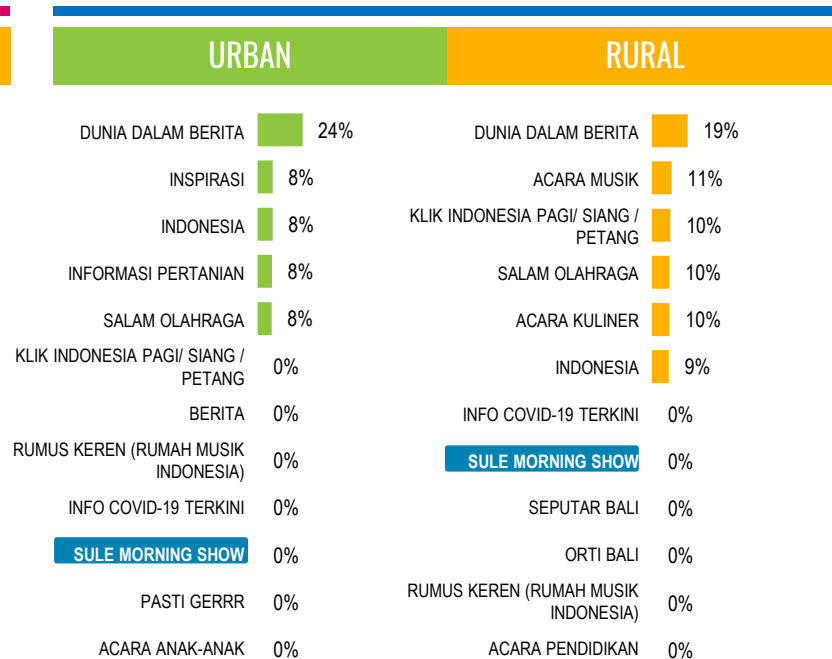 URBAN
DUNIA DALAM BERITA 24%
INSPIRASI 8%
INDONESIA 8%
INFORMASI PERTANIAN 8%
SALAM OLAHRAGA 8%
KLIK INDONESIA PAGI/ SIANG /
PETANG 0%
BERITA 0%
RUMUS KEREN (RUMAH MUSIK
INDONESIA) 0%
INFO COVID-19 TERKINI 0%
SULE MORNING SHOW 0%
PASTI GERRR 0%
ACARA ANAK-ANAK 0%
RURAL
DUNIA DALAM BERITA 19%
ACARA MUSIK 11%
KLIK INDONESIA PAGI/ SIANG /
PETANG 10%
SALAM OLAHRAGA 10%
ACARA KULINER 10%
INDONESIA 9%
INFO COVID-19 TERKINI 0%
SULE MORNING SHOW 0%
SEPUTAR BALI 0%
ORTI BALI 0%
RUMUS KEREN (RUMAH MUSIK
INDONESIA) 0%
ACARA PENDIDIKAN 0%